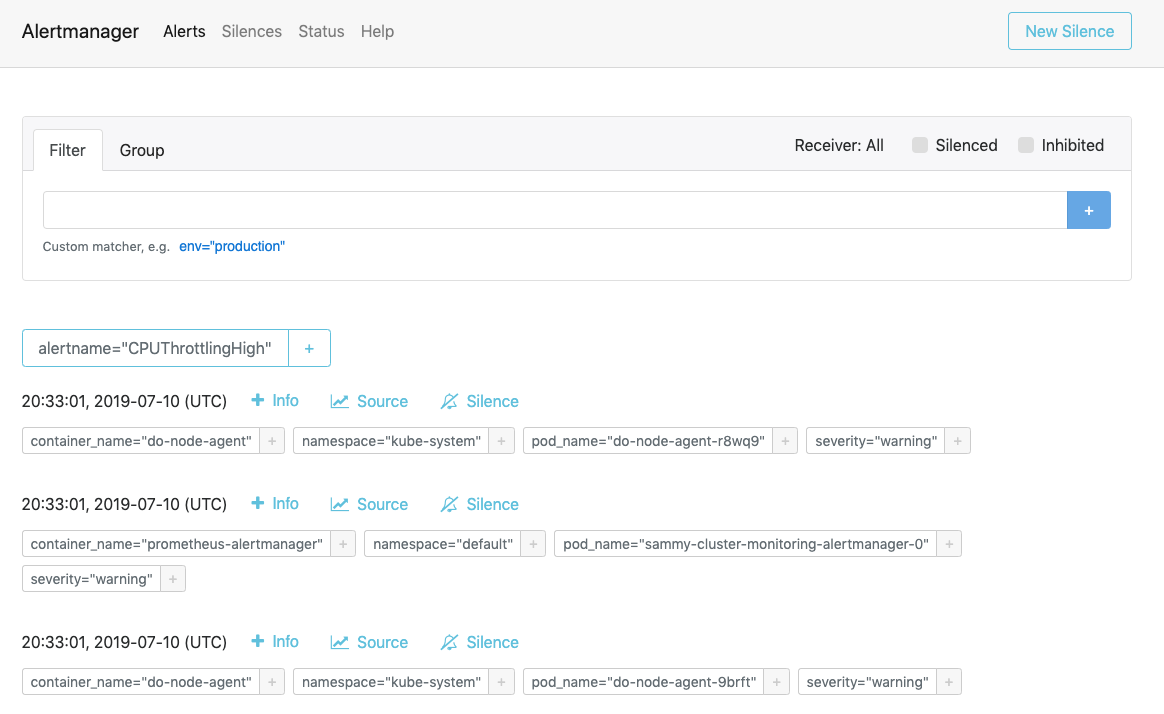 Alertmanager Alerts Silences Status Help New Silence
Filter Group Receiver: All Silenced Inhibited
+
Custom matcher, e.g. env="production"
alertname="CPUThrottlingHigh" +
20:33:01, 2019-07-10 (UTC) + Info Source Silence
container_name="do-node-agent" + namespace="kube-system" + pod_name="do-node-agent-r8wq9" + severity="warning" +
20:33:01, 2019-07-10 (UTC) + Info Source Silence
container_name="prometheus-alertmanager" + namespace="default" + pod_name="sammy-cluster-monitoring-alertmanager-0" +
severity="warning" +
20:33:01, 2019-07-10 (UTC) + Info Source Silence
container_name="do-node-agent" + namespace="kube-system" + pod_name="do-node-agent-9brft" + severity="warning" +